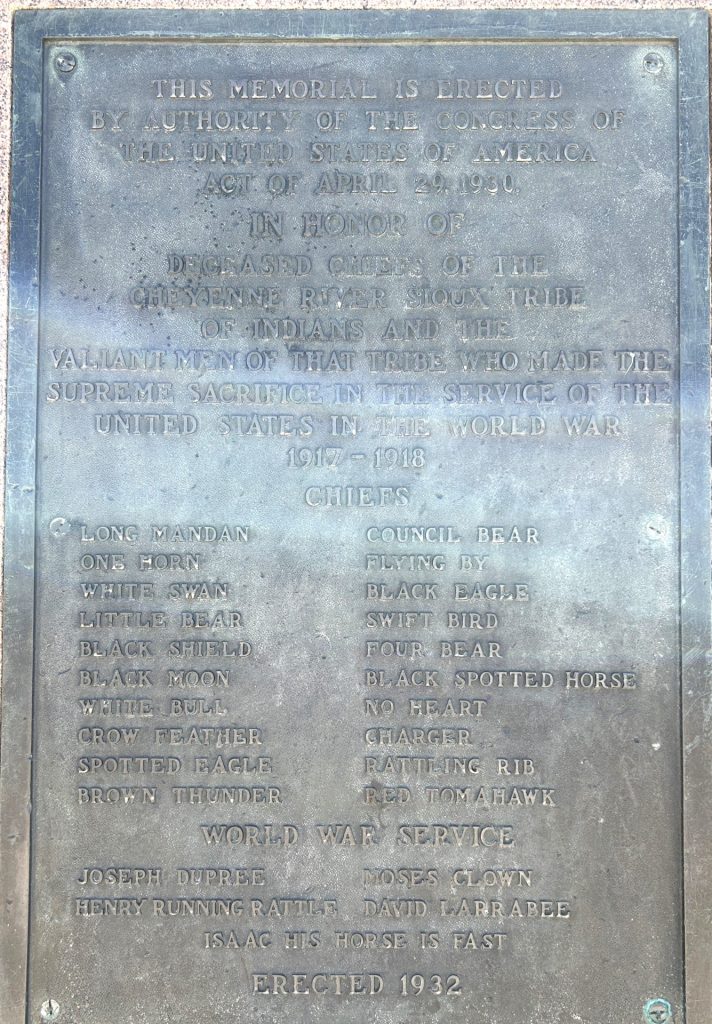 THIS MEMORIAL IS ERECTED
BY AUTHORITY OF THE CONGRESS OF
THE UNITED STATES OF AMERICA
ACT OF APRIL 29, 1930.
IN HONOR OF
DECEASED CHIEFS OF THE
CHEYENNE RIVER SIOUX TRIBE
OF INDIANS AND THE
VALIANT MEN OF THAT TRIBE WHO MADE THE
SUPREME SACRIFICE IN THE SERVICE OF THE
UNITED STATES IN THE WORLD WAR
1917-1918
CHIEFS
LONG MANDAN COUNCIL BEAR
ONE HORN FLYING BY
WHITE SWAN BLACK EAGLE
LITTLE BEAR SWIFT BIRD
BLACK SHIELD FOUR BEAR
BLACK MOON BLACK SPOTTED HORSE
WHITE BULL NO HEART
CROW FEATHER CHARGER
SPOTTED EAGLE RATTLING RIB
BROWN THUNDER RED TOMAHAWK
WORLD WAR SERVICE
JOSEPH DUPREE MOSES CLOWN
HENRY RUNNING RATTLE DAVID LARRABEE
ISAAC HIS HORSE IS FAST
ERECTED 1932